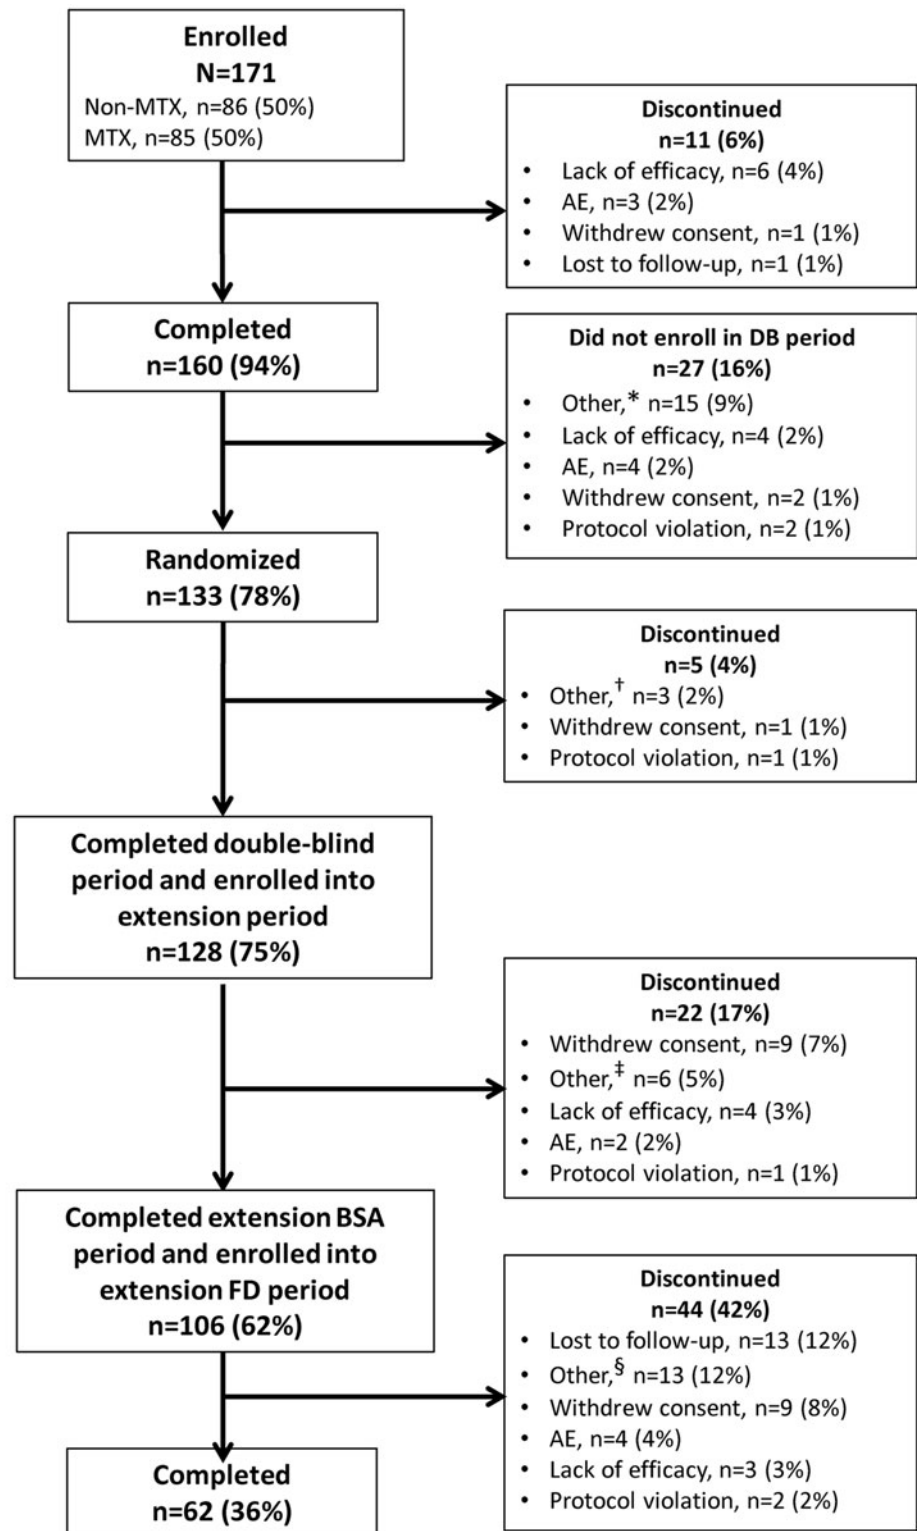 Enrolled
N=171
Non-MTX, n=86 (50%)
MTX, n=85 (50%)
Discontinued
n=11 (6%)
• Lack of efficacy, n=6 (4%)
• AE, n=3 (2%)
• Withdrew consent, n=1 (1%)
• Lost to follow-up, n=1 (1%)
Completed
n=160 (94%)
Did not enroll in DB period
n=27 (16%)
• Other,* n=15 (9%)
• Lack of efficacy, n=4 (2%)
• AE, n=4 (2%)
• Withdrew consent, n=2 (1%)
• Protocol violation, n=2 (1%)
Randomized
n=133 (78%)
Discontinued
n=5 (4%)
• Other,† n=3 (2%)
• Withdrew consent, n=1 (1%)
• Protocol violation, n=1 (1%)
Completed double-blind
period and enrolled into
extension period
n=128 (75%)
Discontinued
n=22 (17%)
• Withdrew consent, n=9 (7%)
• Other,‡ n=6 (5%)
• Lack of efficacy, n=4 (3%)
• AE, n=2 (2%)
• Protocol violation, n=1 (1%)
Completed extension BSA
period and enrolled into
extension FD period
n=106 (62%)
Discontinued
n=44 (42%)
• Lost to follow-up, n=13 (12%)
• Other,§ n=13 (12%)
• Withdrew consent, n=9 (8%)
• AE, n=4 (4%)
• Lack of efficacy, n=3 (3%)
• Protocol violation, n=2 (2%)
Completed
n=62 (36%)